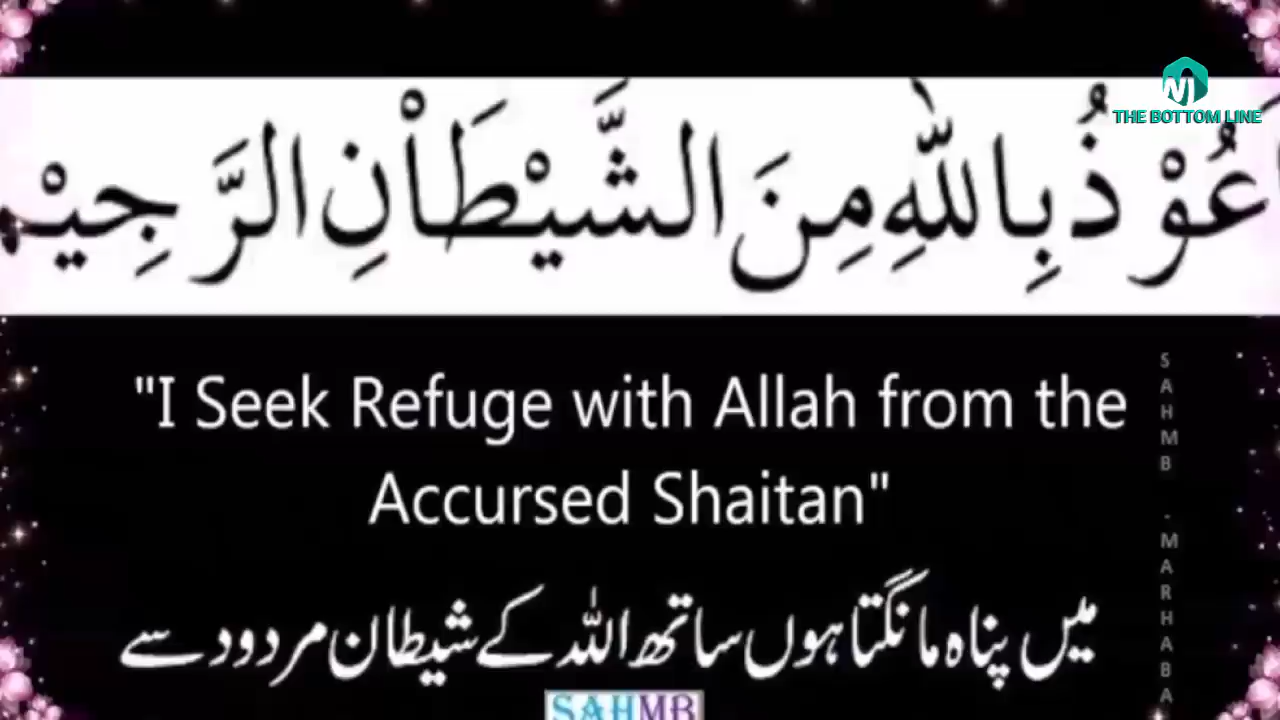 THE BOTTOM LINE
اَعُوْذُ بِاللّٰهِ مِنَ الشَّيْطَاْنِ الرَّجِيْمِ
"I Seek Refuge with Allah from the
Accursed Shaitan"
میں پناہ مانگتا ہوں ساتھ اللہ کے شیطان مردود سے
SAHMB - MARHABA
SAHMB